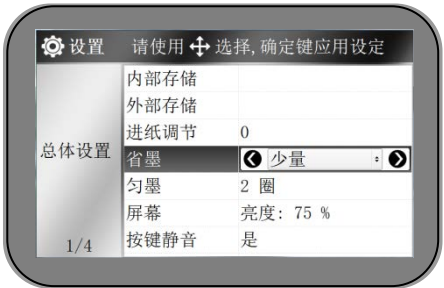 设置 请使用 选择,确定键应用设定
总体设置
1/4
内部存储
外部存储
进纸调节 0
省墨 少量
匀墨 2 圈
屏幕 亮度: 75 %
按键静音 是